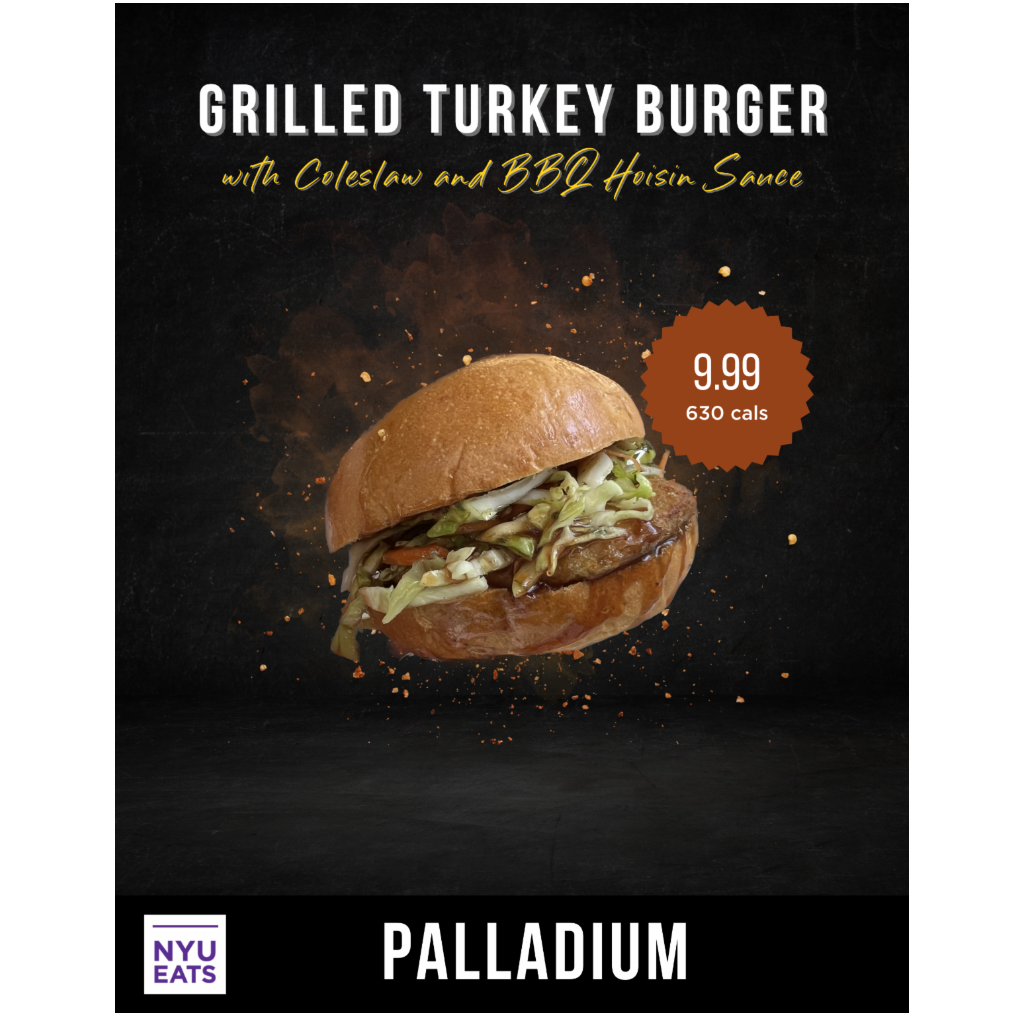 GRILLED TURKEY BURGER
with Coleslaw and BBQ Hoisin Sauce
9.99
630 cals
NYU
EATS
PALLADIUM